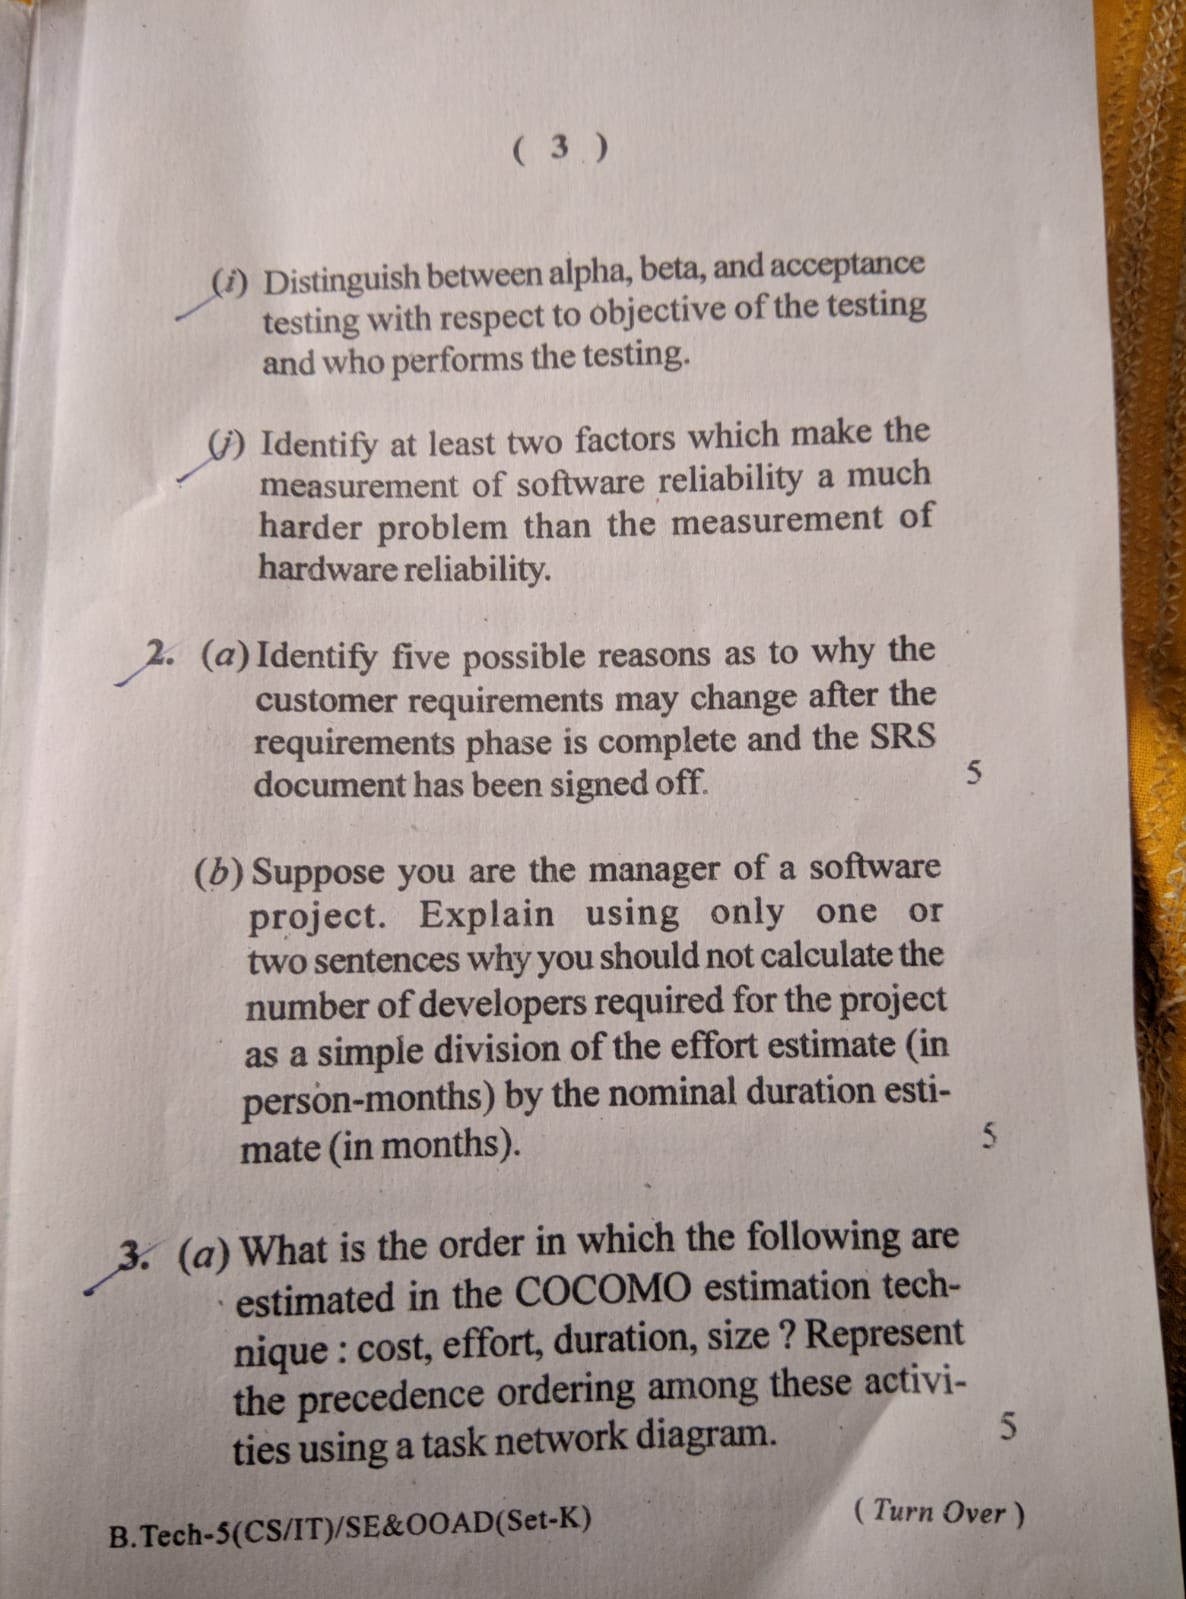 ( 3 )
(i) Distinguish between alpha, beta, and acceptance
testing with respect to objective of the testing
and who performs the testing.
(j) Identify at least two factors which make the
measurement of software reliability a much
harder problem than the measurement of
hardware reliability.
2. (a) Identify five possible reasons as to why the
customer requirements may change after the
requirements phase is complete and the SRS
document has been signed off. 5
(b) Suppose you are the manager of a software
project. Explain using only one or
two sentences why you should not calculate the
number of developers required for the project
as a simple division of the effort estimate (in
person-months) by the nominal duration esti-
mate (in months). 5
3. (a) What is the order in which the following are
estimated in the COCOMO estimation tech-
nique : cost, effort, duration, size ? Represent
the precedence ordering among these activi-
ties using a task network diagram. 5
B.Tech-5(CS/IT)/SE&OOAD(Set-K) ( Turn Over )